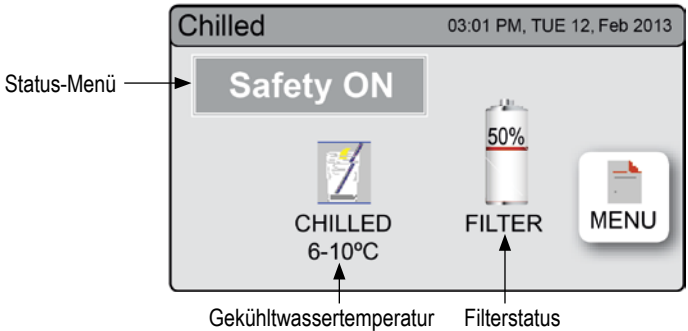 Chilled 03:01 PM, TUE 12, Feb 2013
Status-Menü
Safety ON
50%
CHILLED
6-10ºC
FILTER
MENU
Gekühltwassertemperatur
Filterstatus